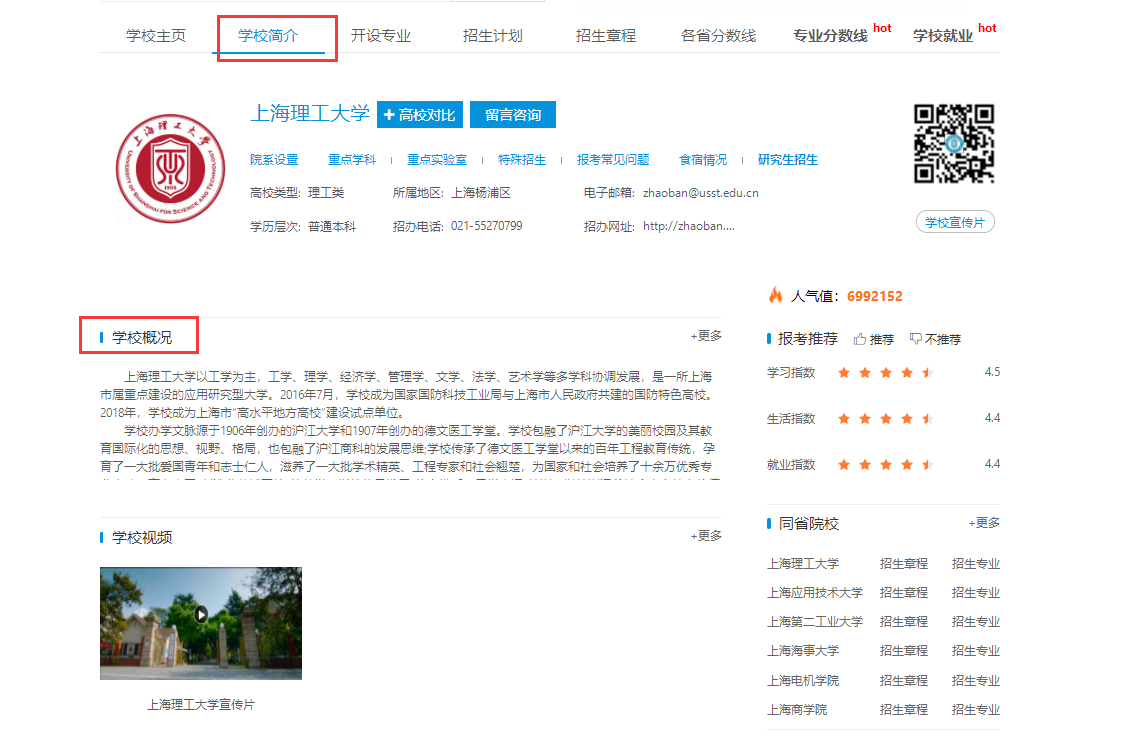 学校主页 学校简介 开设专业 招生计划 招生章程 各省分数线 专业分数线 hot 学校就业 hot
上海理工大学 + 高校对比 留言咨询
院系设置 重点学科 重点实验室 特殊招生 报考常见问题 食宿情况 研究生招生
高校类型: 理工类 所属地区: 上海杨浦区 电子邮箱: zhaoban@usst.edu.cn
学历层次: 普通本科 招办电话: 021-55270799 招办网址: http://zhaoban....
上海理工大学
UNIVERSITY OF SHANGHAI FOR SCIENCE AND TECHNOLOGY
1906
学校宣传片
人气值: 6992152
学校概况 +更多
上海理工大学以工学为主，工学、理学、经济学、管理学、文学、法学、艺术学等多学科协调发展，是一所上海
市属重点建设的应用研究型大学。2016年7月，学校成为国家国防科技工业局与上海市人民政府共建的国防特色高校。
2018年，学校成为上海市“高水平地方高校”建设试点单位。
学校办学文脉源于1906年创办的沪江大学和1907年创办的德文医工学堂。学校包融了沪江大学的美丽校园及其教
育国际化的思想、视野、格局，也包融了沪江商科的发展思维;学校传承了德文医工学堂以来的百年工程教育传统，孕
育了一大批爱国青年和志士仁人，滋养了一大批学术精英、工程专家和社会翘楚，为国家和社会培养了十余万优秀专
报考推荐 推荐 不推荐
学习指数 4.5
生活指数 4.4
就业指数 4.4
学校视频 +更多
上海理工大学宣传片
同省院校 +更多
上海理工大学 招生章程 招生专业
上海应用技术大学 招生章程 招生专业
上海第二工业大学 招生章程 招生专业
上海海事大学 招生章程 招生专业
上海电机学院 招生章程 招生专业
上海商学院 招生章程 招生专业